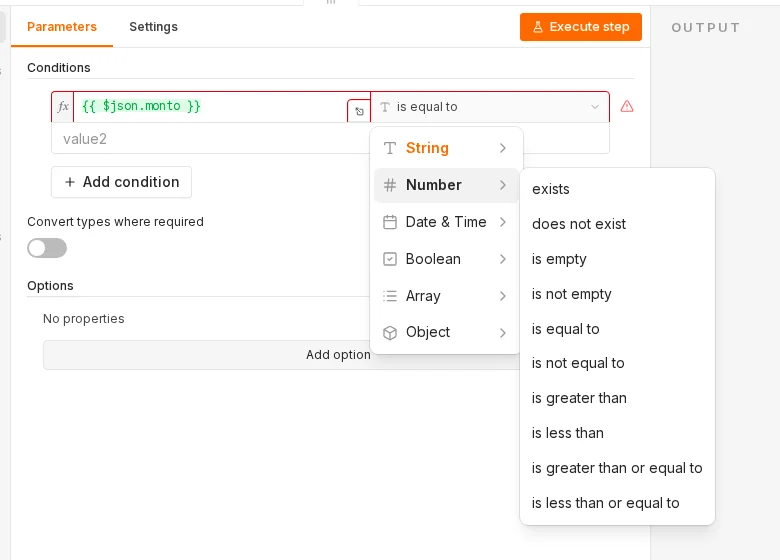 Parameters
Settings
Execute step
OUTPUT
Conditions
fx
{{ $json.monto }}
is equal to
value2
Add condition
Convert types where required
Options
No properties
Add option
String
Number
Date & Time
Boolean
Array
Object
exists
does not exist
is empty
is not empty
is equal to
is not equal to
is greater than
is less than
is greater than or equal to
is less than or equal to